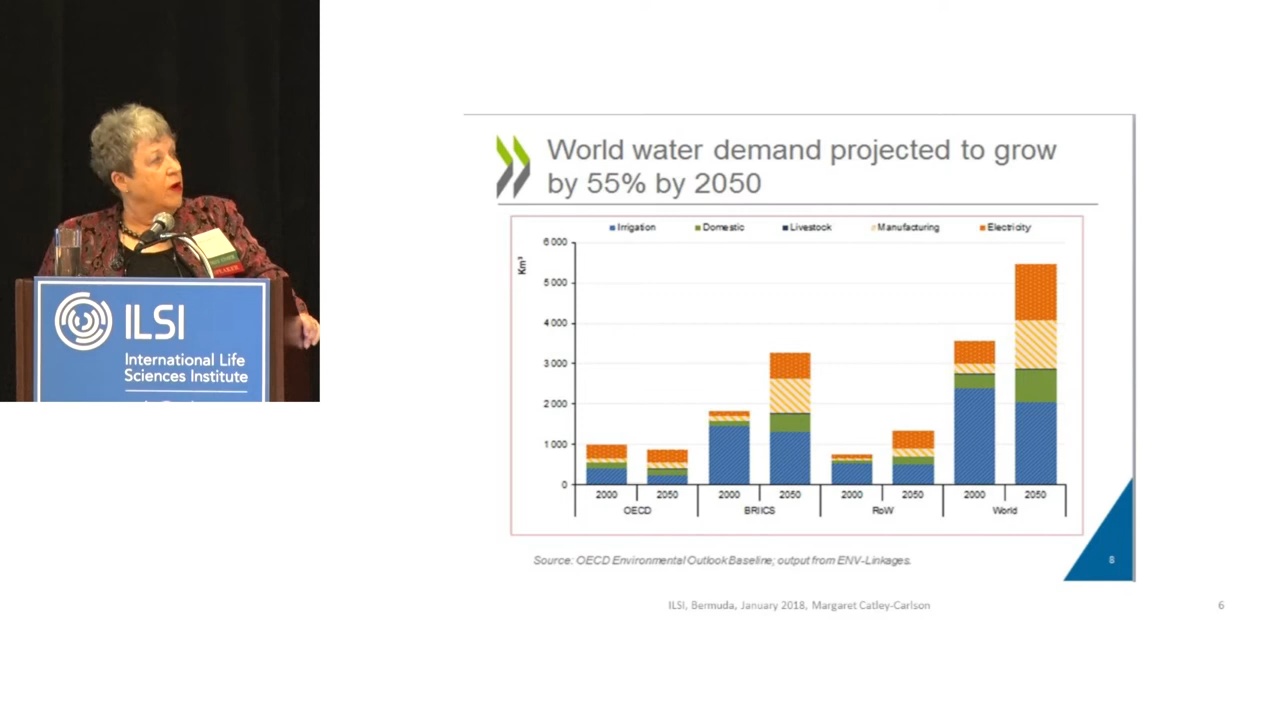 SPEAKER
ILSI
International Life
Sciences Institute
World water demand projected to grow
by 55% by 2050
Irrigation Domestic Livestock Manufacturing Electricity
Km³
6 000
5 000
4 000
3 000
2 000
1 000
0
2000 2050 2000 2050 2000 2050 2000 2050
OECD BRIICS RoW World
Source: OECD Environmental Outlook Baseline; output from ENV-Linkages.
8
ILSI, Bermuda, January 2018, Margaret Catley-Carlson
6